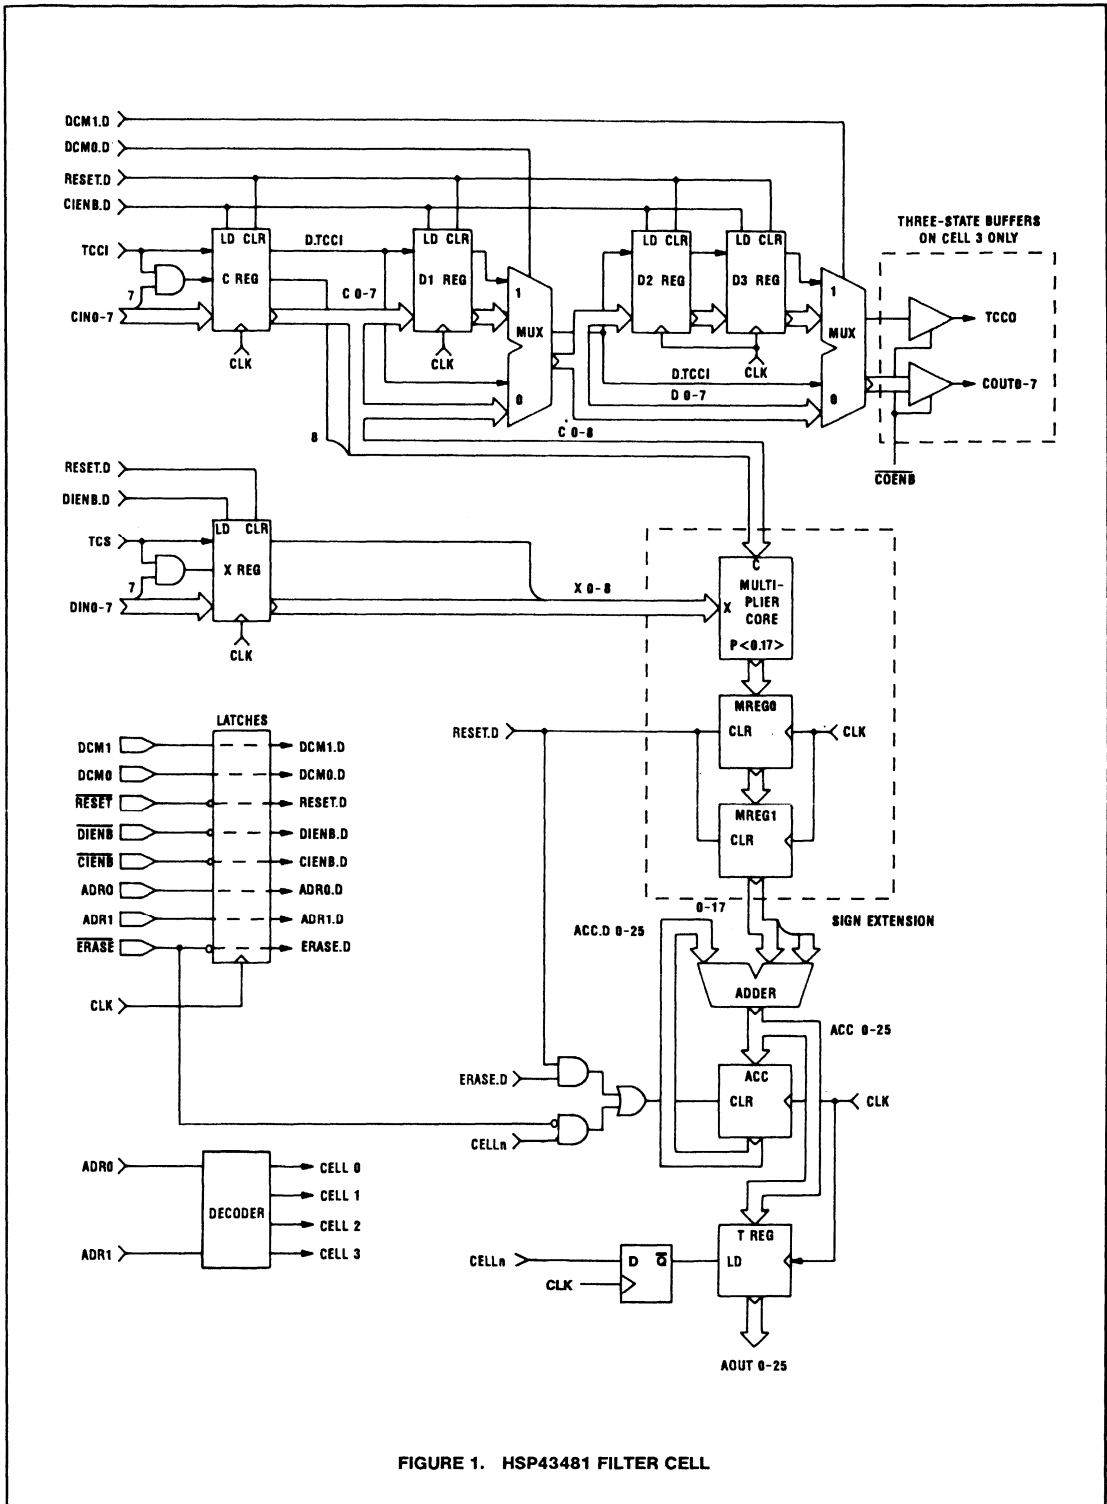 DCM1.D
DCM0.D
RESET.D
CIENB.D
THREE-STATE BUFFERS
ON CELL 3 ONLY
LD CLR
D.TCCI
LD CLR
LD CLR
LD CLR
TCCI
C REG
D1 REG
D2 REG
D3 REG
1
1
7
C 0-7
MUX
MUX
TCCO
CIN0-7
CLK
CLK
D.TCCI
CLK
D 0-7
COUT0-7
0
0
8
C 0-8
COENB
RESET.D
DIENB.D
LD CLR
TCS
X REG
7
DIN0-7
X 0-8
CLK
C
MULTI-
PLIER
CORE
X
P<0.17>
MREG0
RESET.D
CLR
CLK
MREG1
CLR
LATCHES
DCM1
DCM1.D
DCM0
DCM0.D
RESET
RESET.D
DIENB
DIENB.D
CIENB
CIENB.D
ADR0
ADR0.D
ADR1
ADR1.D
ERASE
ERASE.D
CLK
0-17
SIGN EXTENSION
ACC.D 0-25
ADDER
ACC 0-25
ERASE.D
ACC
CLR
CLK
CELLn
ADR0
CELL 0
CELL 1
DECODER
CELL 2
ADR1
CELL 3
T REG
CELLn
D Q
LD
CLK
AOUT 0-25
FIGURE 1. HSP43481 FILTER CELL